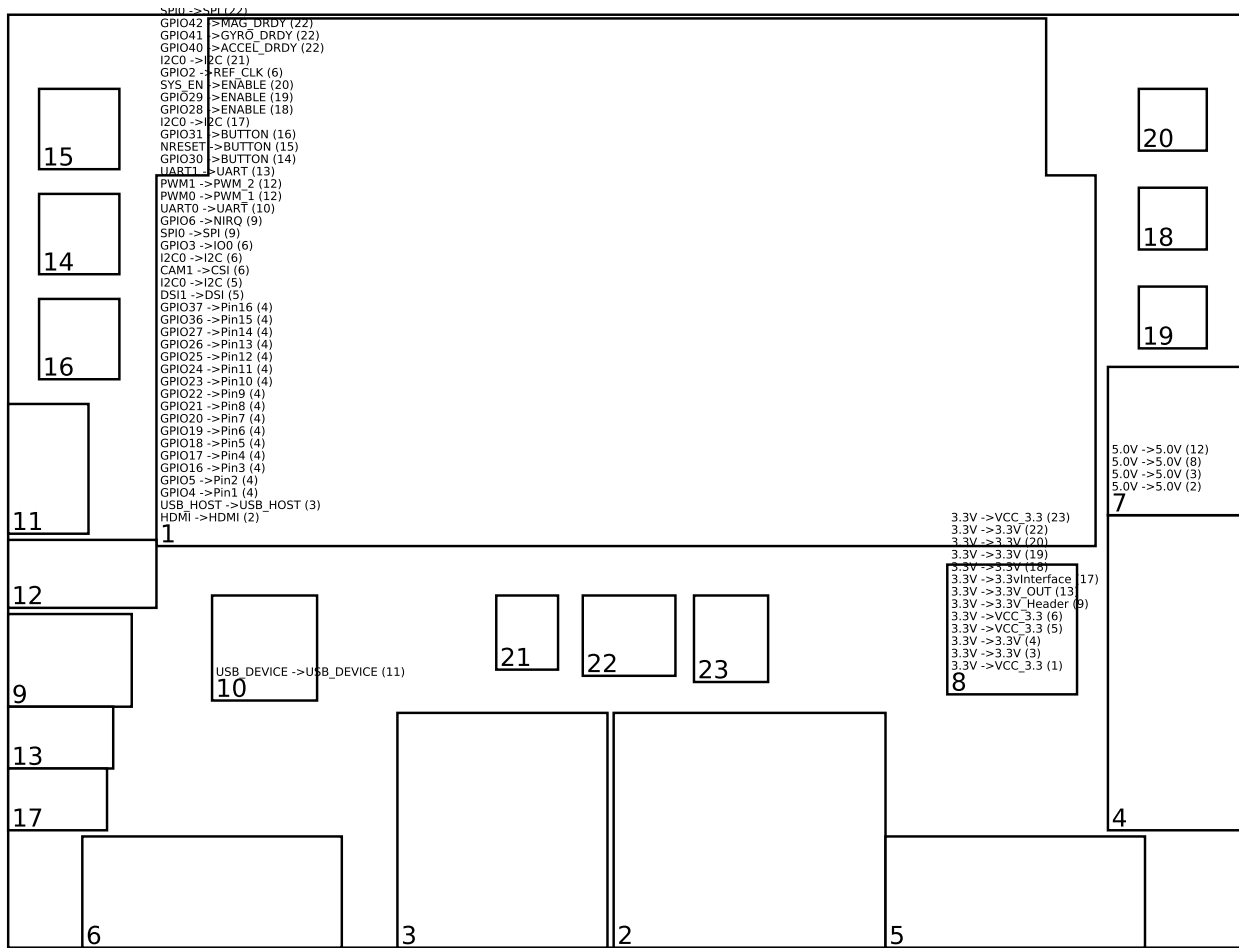 SPI0 ->SPI (22)
GPIO42 ->MAG_DRDY (22)
GPIO41 ->GYRO_DRDY (22)
GPIO40 ->ACCEL_DRDY (22)
I2C0 ->I2C (21)
GPIO2 ->REF_CLK (6)
SYS_EN ->ENABLE (20)
GPIO29 ->ENABLE (19)
GPIO28 ->ENABLE (18)
I2C0 ->I2C (17)
GPIO31 ->BUTTON (16)
NRESET ->BUTTON (15)
GPIO30 ->BUTTON (14)
UART1 ->UART (13)
PWM1 ->PWM_2 (12)
PWM0 ->PWM_1 (12)
UART0 ->UART (10)
GPIO6 ->NIRQ (9)
SPI0 ->SPI (9)
GPIO3 ->IO0 (6)
I2C0 ->I2C (6)
CAM1 ->CSI (6)
I2C0 ->I2C (5)
DSI1 ->DSI (5)
GPIO37 ->Pin16 (4)
GPIO36 ->Pin15 (4)
GPIO27 ->Pin14 (4)
GPIO26 ->Pin13 (4)
GPIO25 ->Pin12 (4)
GPIO24 ->Pin11 (4)
GPIO23 ->Pin10 (4)
GPIO22 ->Pin9 (4)
GPIO21 ->Pin8 (4)
GPIO20 ->Pin7 (4)
GPIO19 ->Pin6 (4)
GPIO18 ->Pin5 (4)
GPIO17 ->Pin4 (4)
GPIO16 ->Pin3 (4)
GPIO5 ->Pin2 (4)
GPIO4 ->Pin1 (4)
USB_HOST ->USB_HOST (3)
HDMI ->HDMI (2)
1
15
14
16
11
12
9
13
17
6
20
18
19
5.0V ->5.0V (12)
5.0V ->5.0V (8)
5.0V ->5.0V (3)
5.0V ->5.0V (2)
7
3.3V ->VCC_3.3 (23)
3.3V ->3.3V (22)
3.3V ->3.3V (20)
3.3V ->3.3V (19)
3.3V ->3.3V (18)
3.3V ->3.3vInterface (17)
3.3V ->3.3V_OUT (13)
3.3V ->3.3V_Header (9)
3.3V ->VCC_3.3 (6)
3.3V ->VCC_3.3 (5)
3.3V ->3.3V (4)
3.3V ->3.3V (3)
3.3V ->VCC_3.3 (1)
8
USB_DEVICE ->USB_DEVICE (11)
10
21
22
23
3
2
5
4